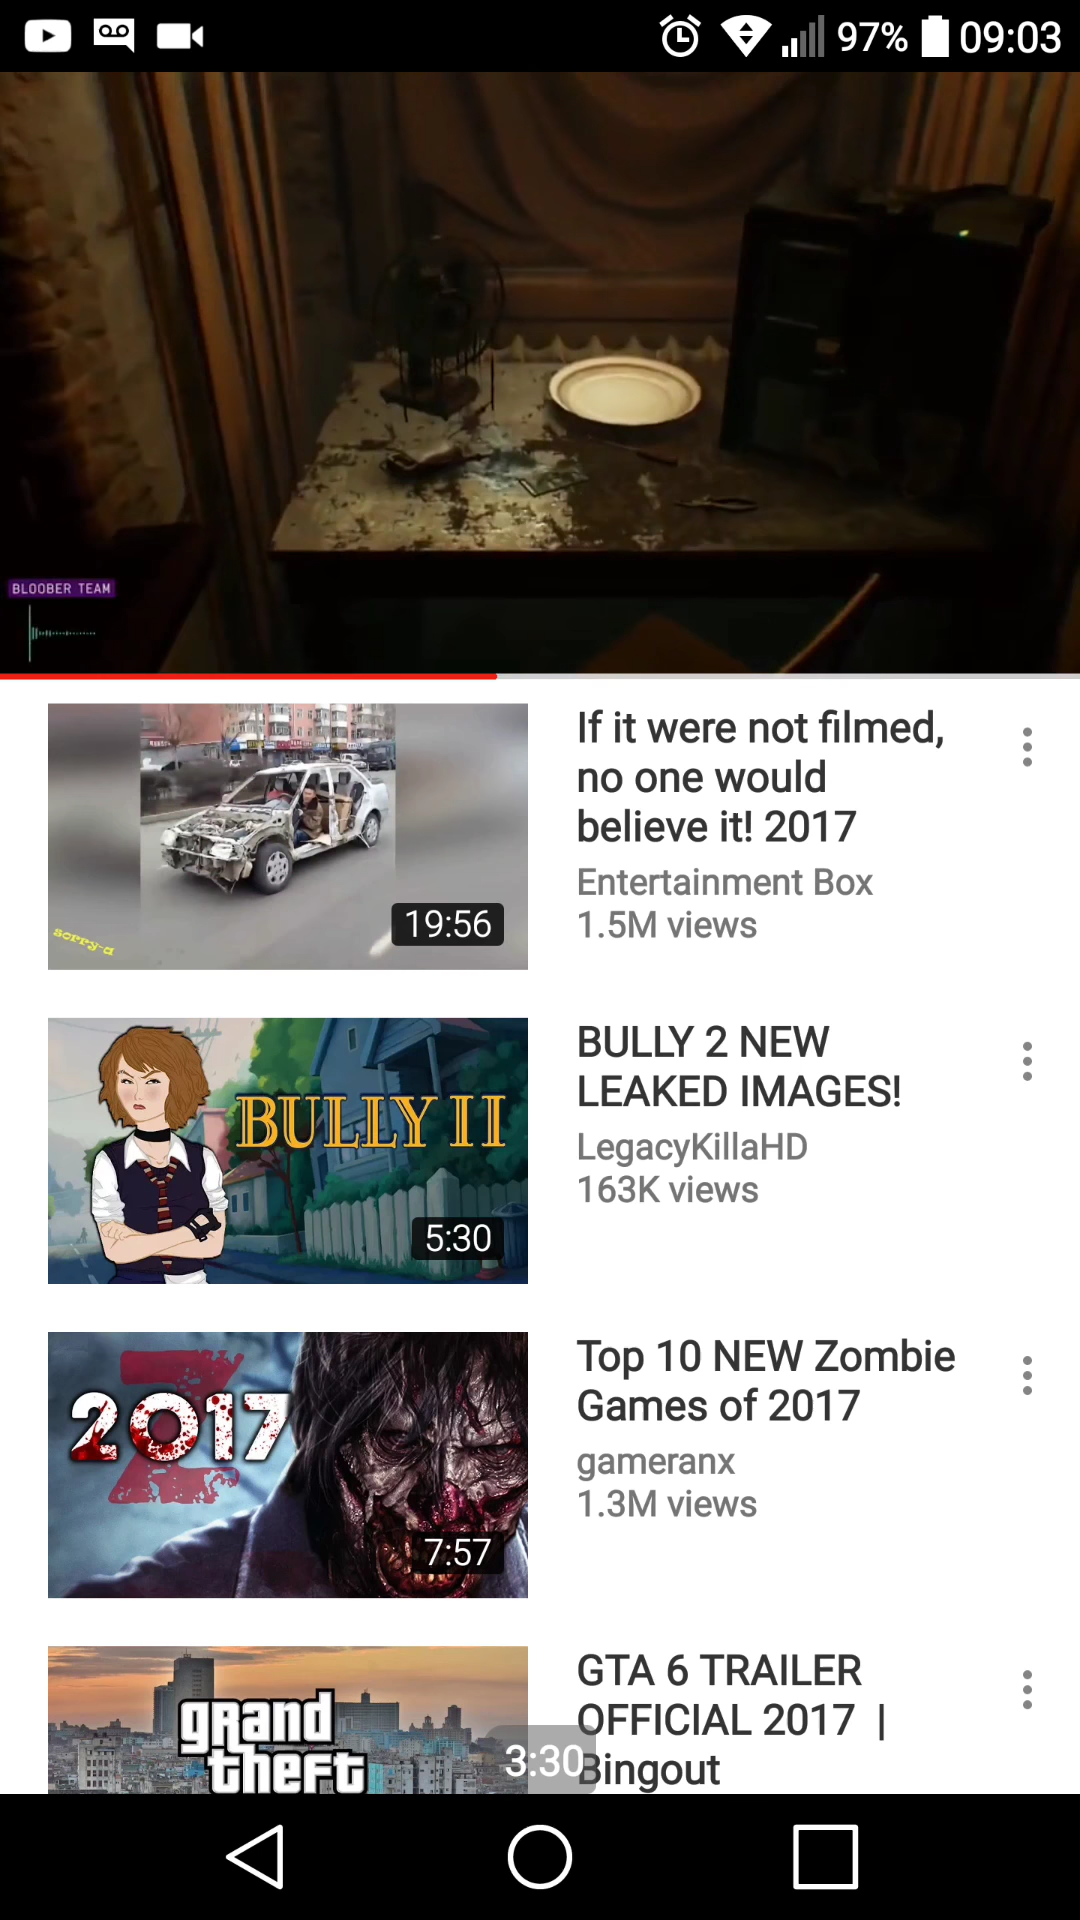 97% 09:03
BLOOBER TEAM
If it were not filmed,
no one would
believe it! 2017
Entertainment Box
1.5M views
sorry-a
19:56
BULLY 2 NEW
LEAKED IMAGES!
LegacyKillaHD
163K views
BULLY II
5:30
Top 10 NEW Zombie
Games of 2017
gameranx
1.3M views
Z
2017
7:57
GTA 6 TRAILER
OFFICIAL 2017 |
Bingout
grand
theft
3:30